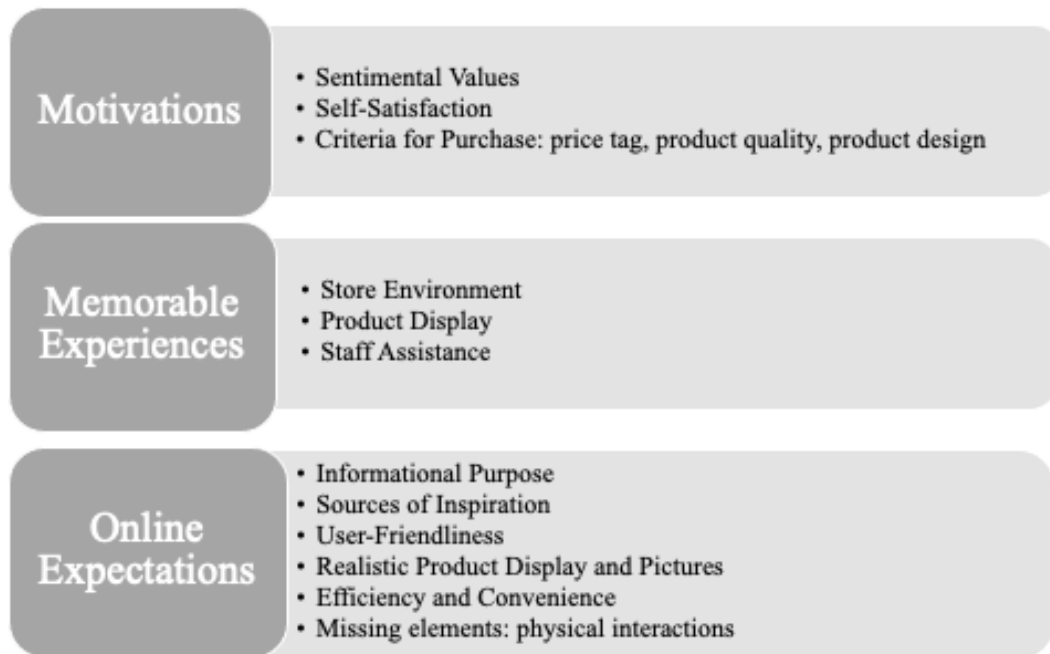 Motivations
• Sentimental Values
• Self-Satisfaction
• Criteria for Purchase: price tag, product quality, product design
Memorable
Experiences
• Store Environment
• Product Display
• Staff Assistance
Online
Expectations
• Informational Purpose
• Sources of Inspiration
• User-Friendliness
• Realistic Product Display and Pictures
• Efficiency and Convenience
• Missing elements: physical interactions